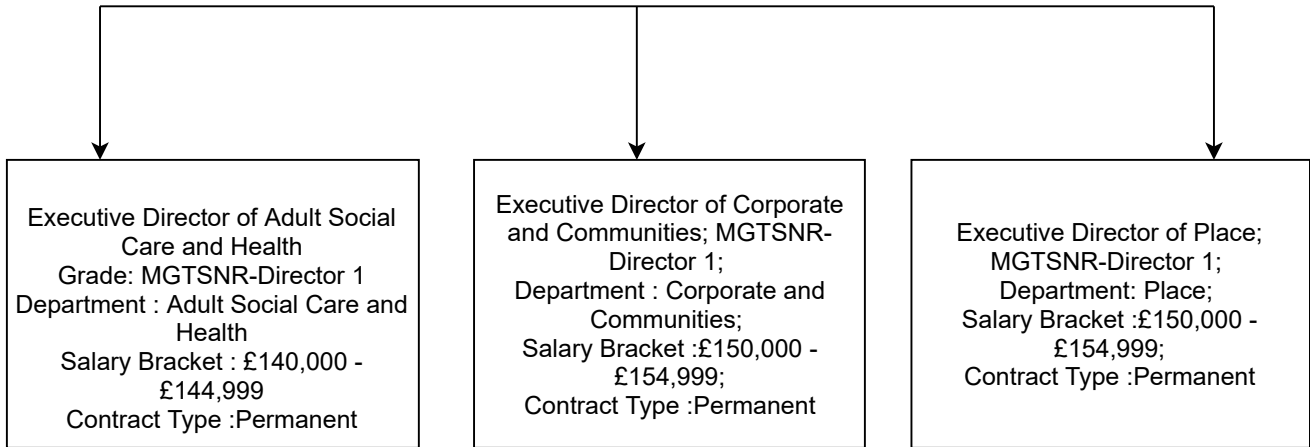 Executive Director of Adult Social
Care and Health
Grade: MGTSNR-Director 1
Department : Adult Social Care and
Health
Salary Bracket : £140,000 -
£144,999
Contract Type :Permanent
Executive Director of Corporate
and Communities; MGTSNR-
Director 1;
Department : Corporate and
Communities;
Salary Bracket :£150,000 -
£154,999;
Contract Type :Permanent
Executive Director of Place;
MGTSNR-Director 1;
Department: Place;
Salary Bracket :£150,000 -
£154,999;
Contract Type :Permanent